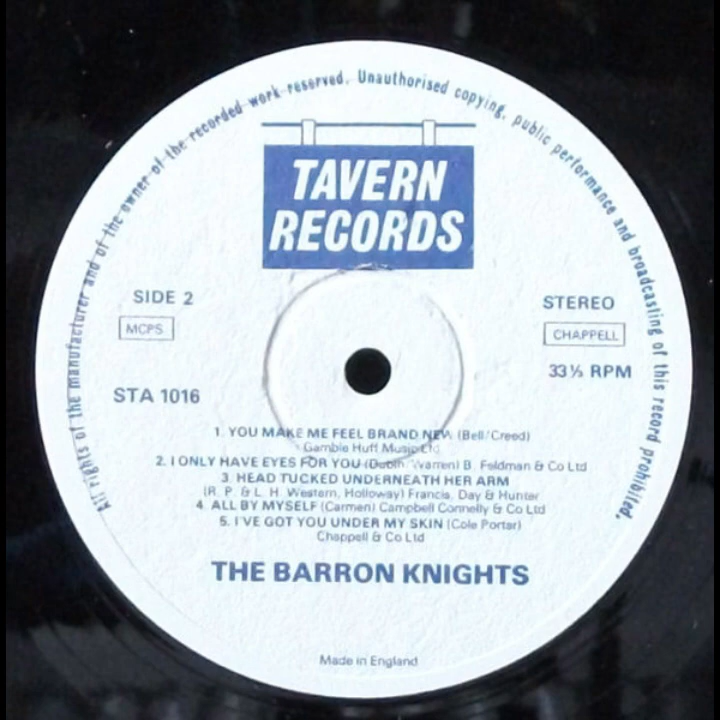 All rights of the manufacturer and of the owner of the recorded work reserved. Unauthorised copying, public performance and broadcasting of this record prohibited.
TAVERN
RECORDS
SIDE 2
STEREO
MCPS
CHAPPELL
33⅓ RPM
STA 1016
1. YOU MAKE ME FEEL BRAND NEW (Bell/Creed)
Gamble Huff Music Ltd
2. I ONLY HAVE EYES FOR YOU (Dubin/Warren) B. Feldman & Co Ltd
3. HEAD TUCKED UNDERNEATH HER ARM
(R. P. & L. H. Western, Holloway) Francis, Day & Hunter
4. ALL BY MYSELF (Carmen) Campbell Connelly & Co Ltd
5. I'VE GOT YOU UNDER MY SKIN (Cole Porter)
Chappell & Co Ltd
THE BARRON KNIGHTS
Made in England